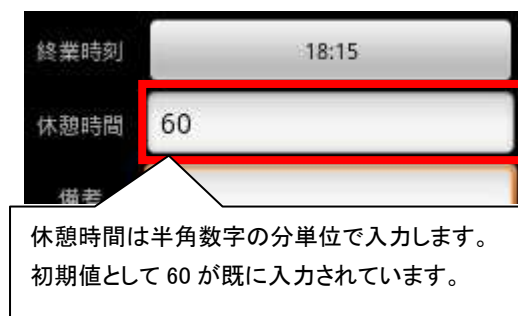 終業時刻 18:15
休憩時間 60
備考
休憩時間は半角数字の分単位で入力します。
初期値として 60 が既に入力されています。